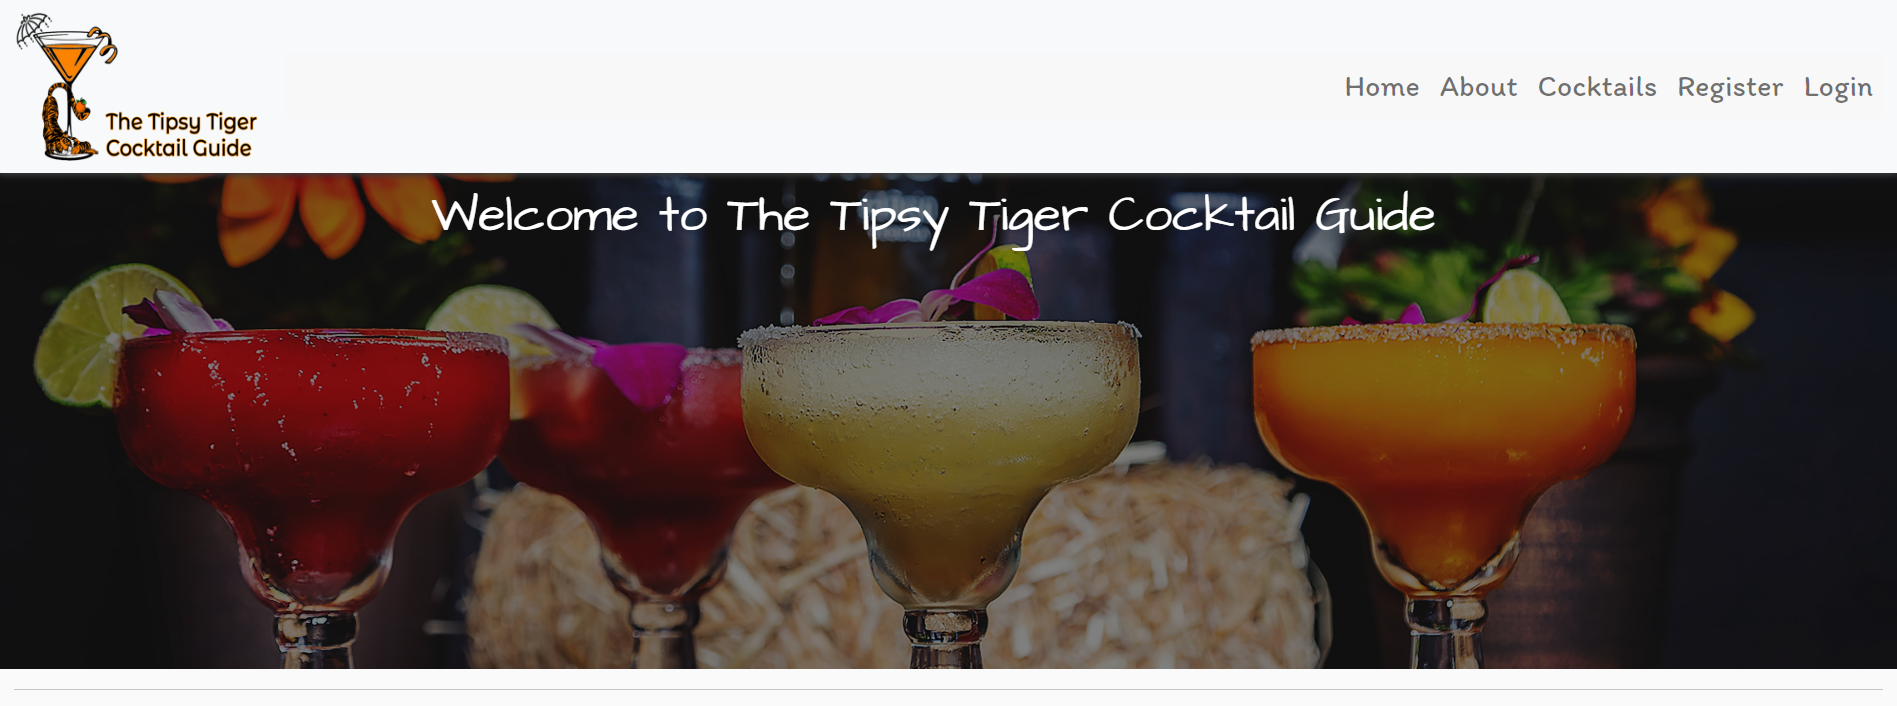 The Tipsy Tiger
Cocktail Guide
Home About Cocktails Register Login
Welcome to The Tipsy Tiger Cocktail Guide